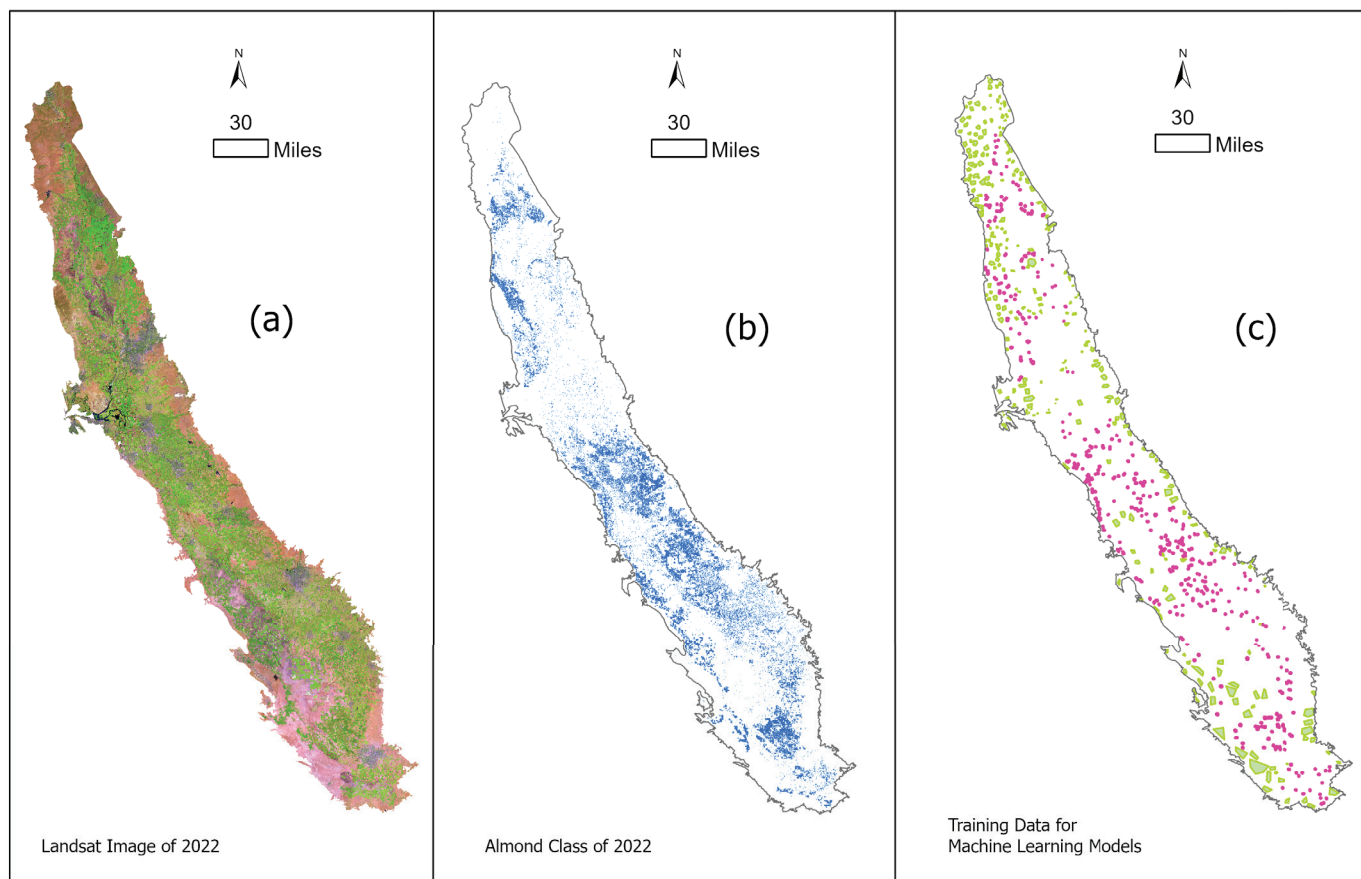 N
30
Miles
(a)
Landsat Image of 2022
N
30
Miles
(b)
Almond Class of 2022
N
30
Miles
(c)
Training Data for
Machine Learning Models